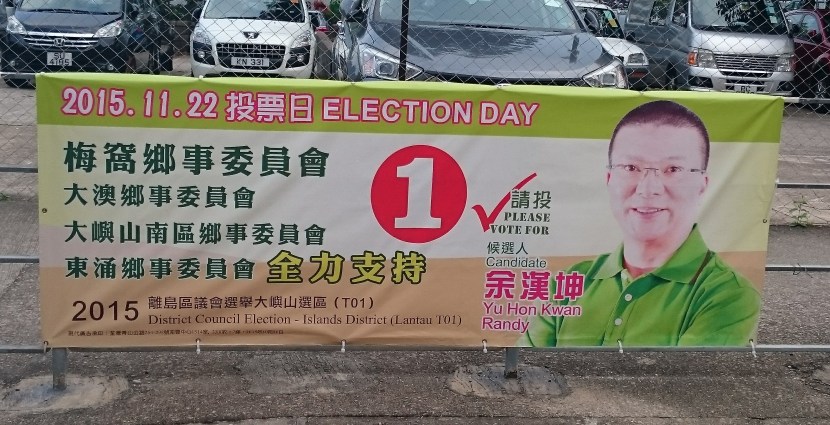 2015.11.22 投票日 ELECTION DAY
梅窩鄉事委員會
大澳鄉事委員會
大嶼山南區鄉事委員會
東涌鄉事委員會 全力支持
1
請投
PLEASE
VOTE FOR
候選人
Candidate
余漢坤
Yu Hon Kwan
Randy
2015 離島區議會選舉大嶼山選區（T01）
District Council Election - Islands District (Lantau T01)
KN 331